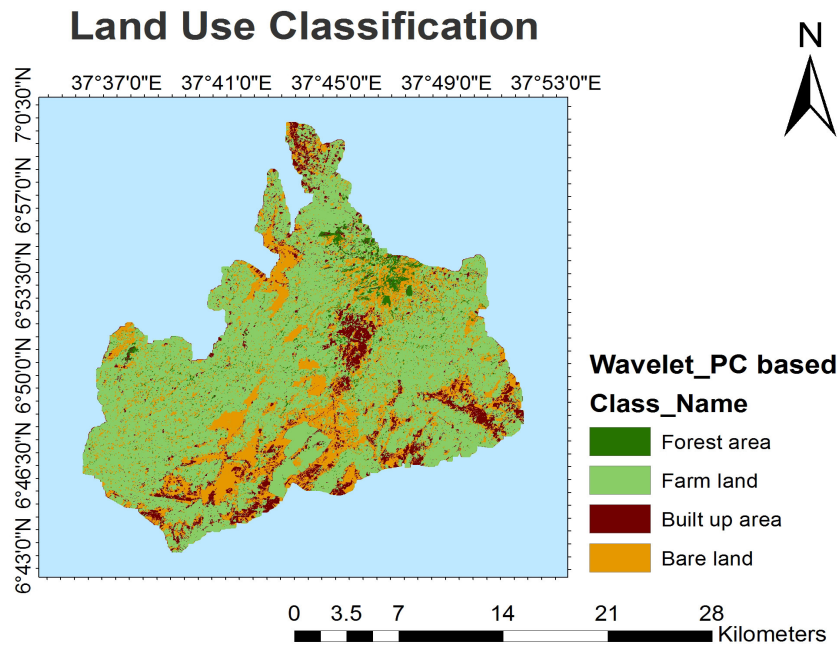 Land Use Classification
N
37°37'0"E 37°41'0"E 37°45'0"E 37°49'0"E 37°53'0"E
7°0'30"N
6°57'0"N
6°53'30"N
6°50'0"N
6°46'30"N
6°43'0"N
Wavelet_PC based
Class_Name
Forest area
Farm land
Built up area
Bare land
0 3.5 7 14 21 28
Kilometers